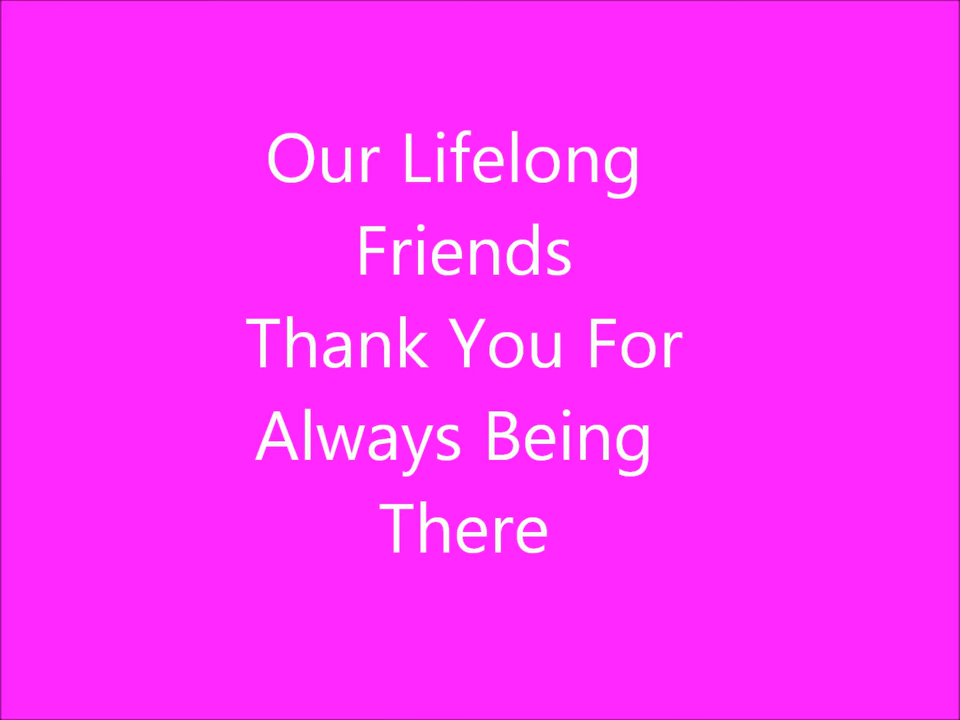 Our Lifelong
Friends
Thank You For
Always Being
There